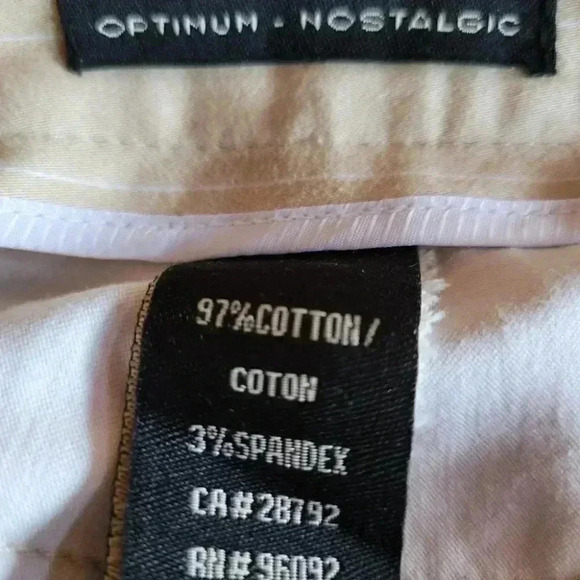 OPTIMUM - NOSTALGIC
97%COTTON/
COTON
3%SPANDEX
CA#28792
RN#96092